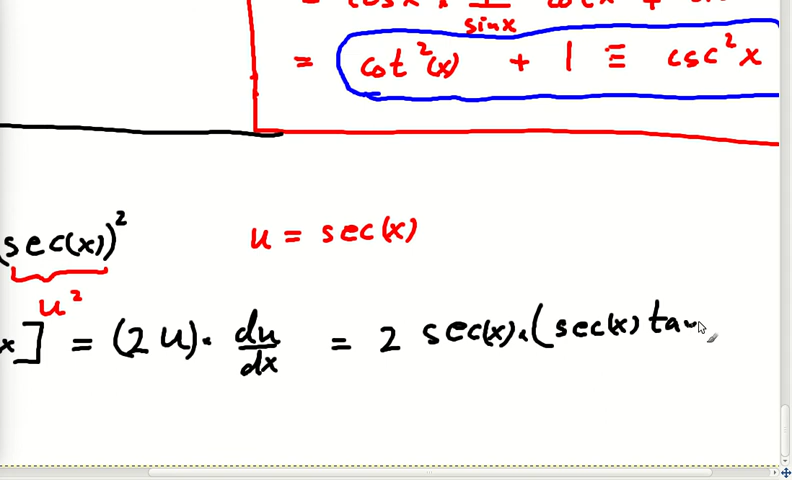 sinx
= cot²(x) + 1 ≡ csc²x
(sec(x))² u = sec(x)
u²
x] = (2u)· du/dx = 2 sec(x)·(sec(x) tan